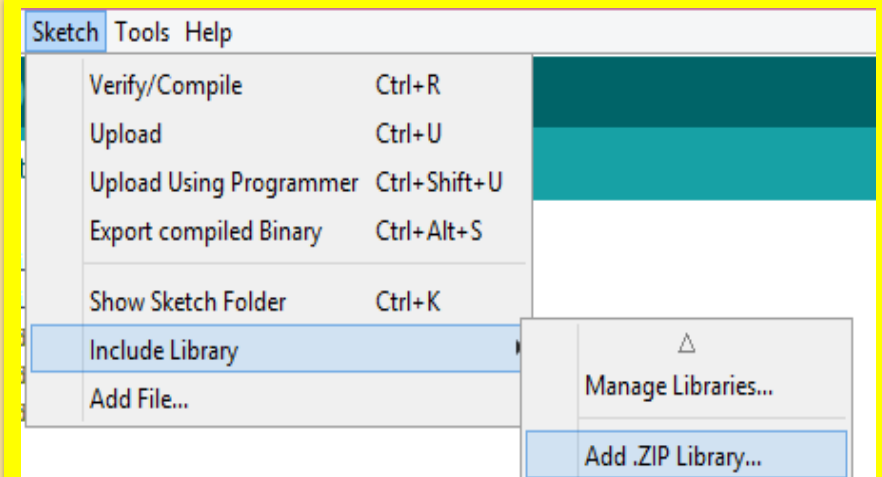 Sketch Tools Help
Verify/Compile Ctrl+R
Upload Ctrl+U
Upload Using Programmer Ctrl+Shift+U
Export compiled Binary Ctrl+Alt+S
Show Sketch Folder Ctrl+K
Include Library
Manage Libraries...
Add File...
Add .ZIP Library...